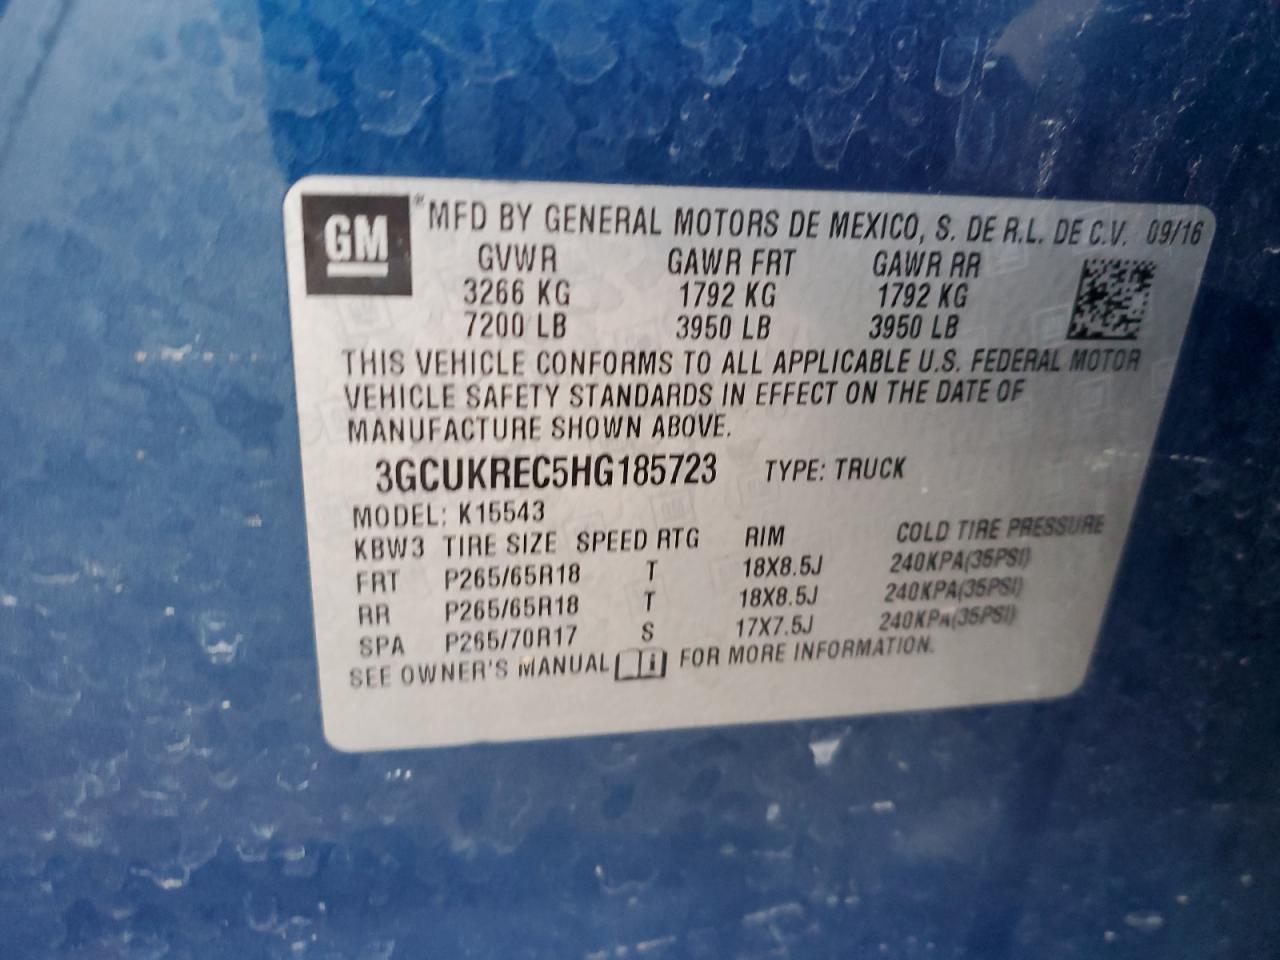 GM ® MFD BY GENERAL MOTORS DE MEXICO, S. DE R.L. DE C.V. 09/16
GVWR GAWR FRT GAWR RR
3266 KG 1792 KG 1792 KG
7200 LB 3950 LB 3950 LB
THIS VEHICLE CONFORMS TO ALL APPLICABLE U.S. FEDERAL MOTOR
VEHICLE SAFETY STANDARDS IN EFFECT ON THE DATE OF
MANUFACTURE SHOWN ABOVE.
3GCUKREC5HG185723 TYPE: TRUCK
MODEL: K15543
KBW3 TIRE SIZE SPEED RTG RIM COLD TIRE PRESSURE
FRT P265/65R18 T 18X8.5J 240KPA(35PSI)
RR P265/65R18 T 18X8.5J 240KPA(35PSI)
SPA P265/70R17 S 17X7.5J 240KPA(35PSI)
SEE OWNER'S MANUAL FOR MORE INFORMATION.